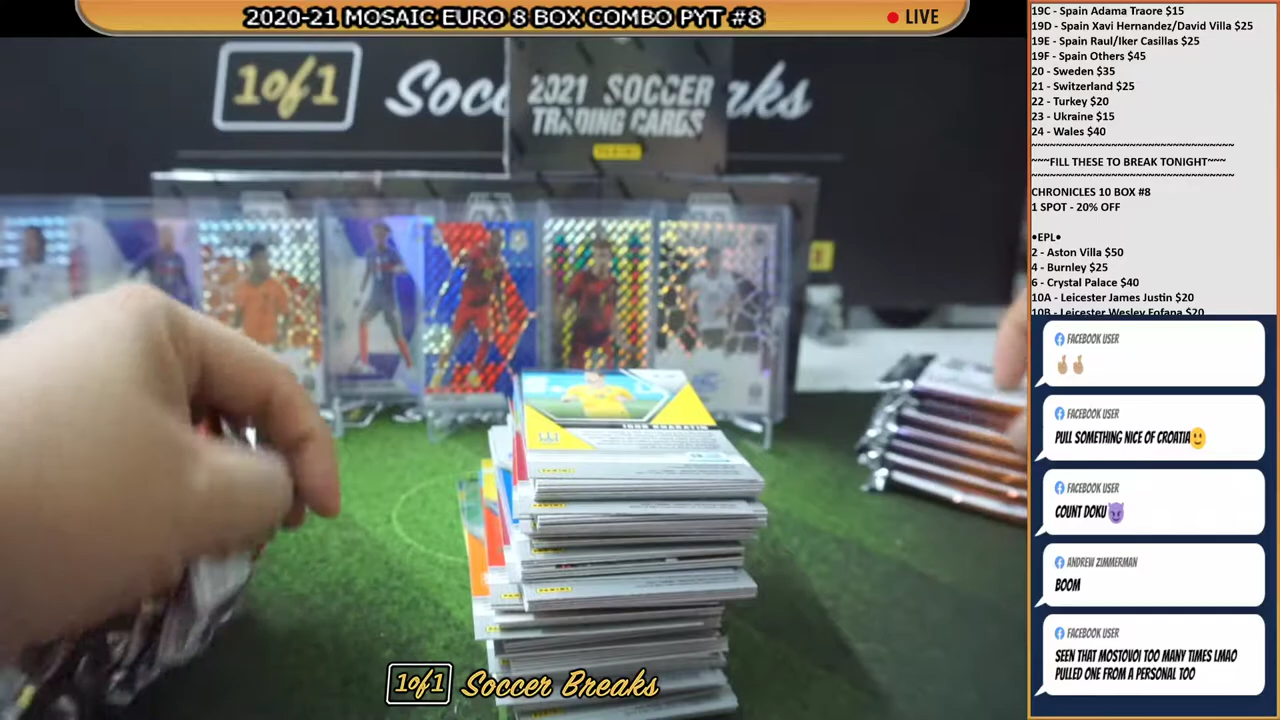 2020-21 MOSAIC EURO 8 BOX COMBO PYT #8
LIVE
1of1
2021 SOCCER
TRADING CARDS
PANINI
1of1 Soccer Breaks
19C - Spain Adama Traore $15
19D - Spain Xavi Hernandez/David Villa $25
19E - Spain Raul/Iker Casillas $25
19F - Spain Others $45
20 - Sweden $35
21 - Switzerland $25
22 - Turkey $20
23 - Ukraine $15
24 - Wales $40
~~~~~~~~~~~~~~~~~~~~~~~~~~~~~~~
~~~FILL THESE TO BREAK TONIGHT~~~
~~~~~~~~~~~~~~~~~~~~~~~~~~~~~~~
CHRONICLES 10 BOX #8
1 SPOT - 20% OFF
•EPL•
2 - Aston Villa $50
4 - Burnley $25
6 - Crystal Palace $40
10A - Leicester James Justin $20
10B - Leicester Wesley Fofana $20
FACEBOOK USER
FACEBOOK USER
PULL SOMETHING NICE OF CROATIA
FACEBOOK USER
COUNT DOKU
ANDREW ZIMMERMAN
BOOM
FACEBOOK USER
SEEN THAT MOSTOVOI TOO MANY TIMES LMAO
PULLED ONE FROM A PERSONAL TOO